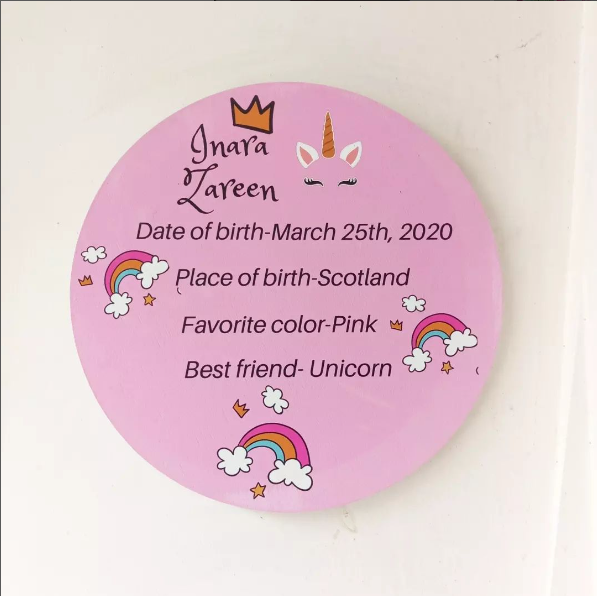 Inara
Zareen
Date of birth-March 25th, 2020
Place of birth-Scotland
Favorite color-Pink
Best friend- Unicorn